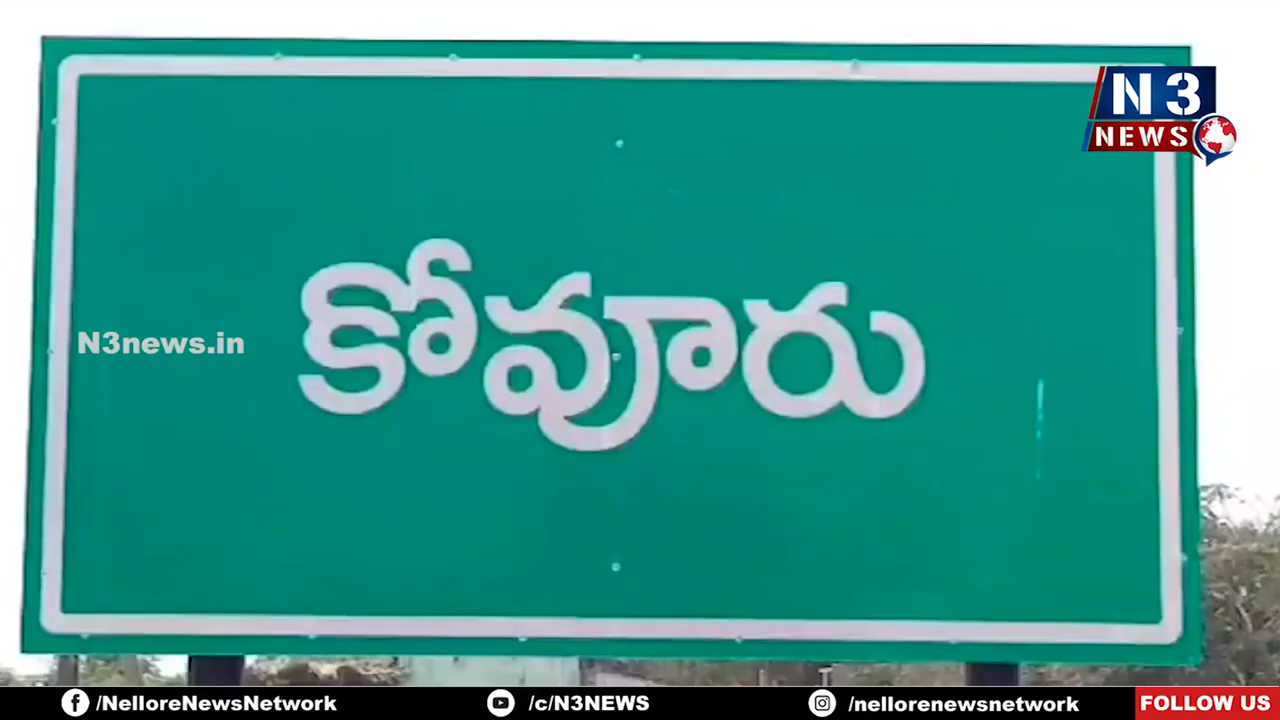 N3
NEWS
కోవూరు
N3news.in
/NelloreNewsNetwork
/c/N3NEWS
/nellorenewsnetwork
FOLLOW US